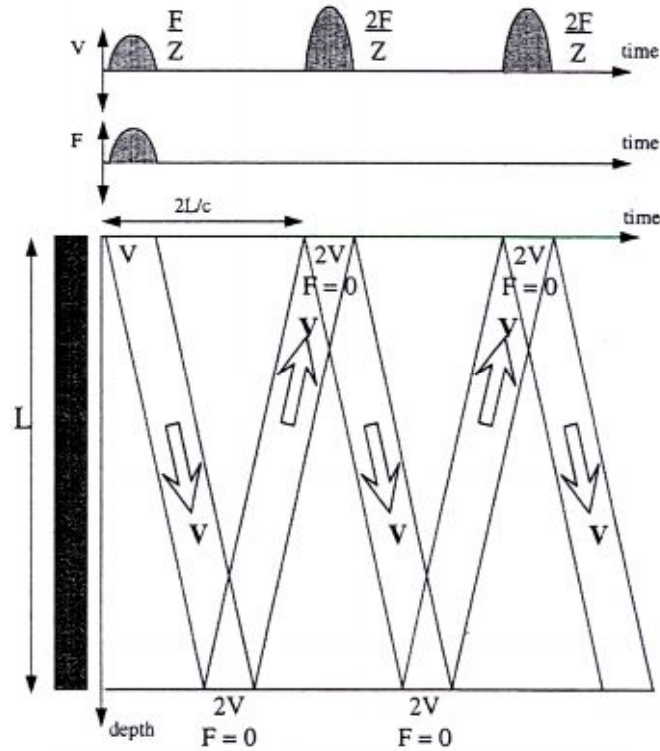 F
Z
2F
Z
2F
Z
V
time
F
time
2L/c
time
V
2V
F = 0
2V
F = 0
V
V
L
V
V
V
2V
F = 0
2V
F = 0
depth